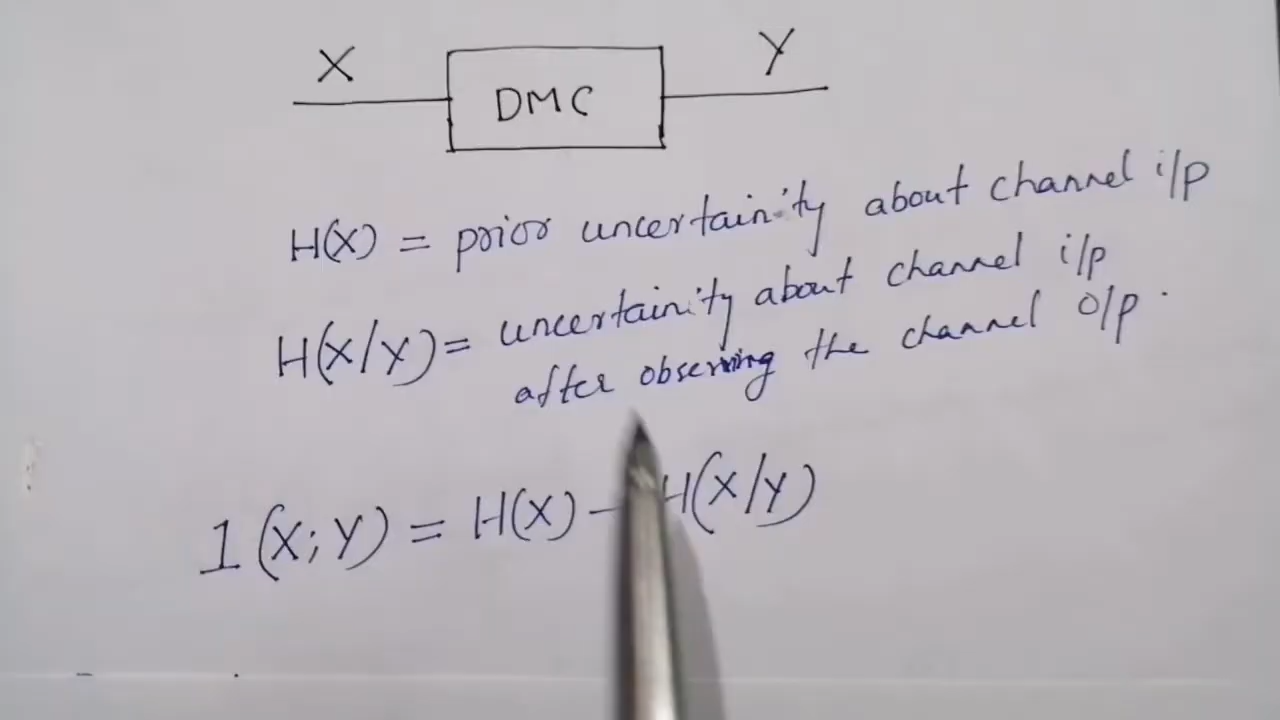 X DMC Y
H(X) = prior uncertainity about channel i/p
H(X/Y) = uncertainity about channel i/p
after observing the channel o/p.
I(X;Y) = H(X) - H(X/Y)